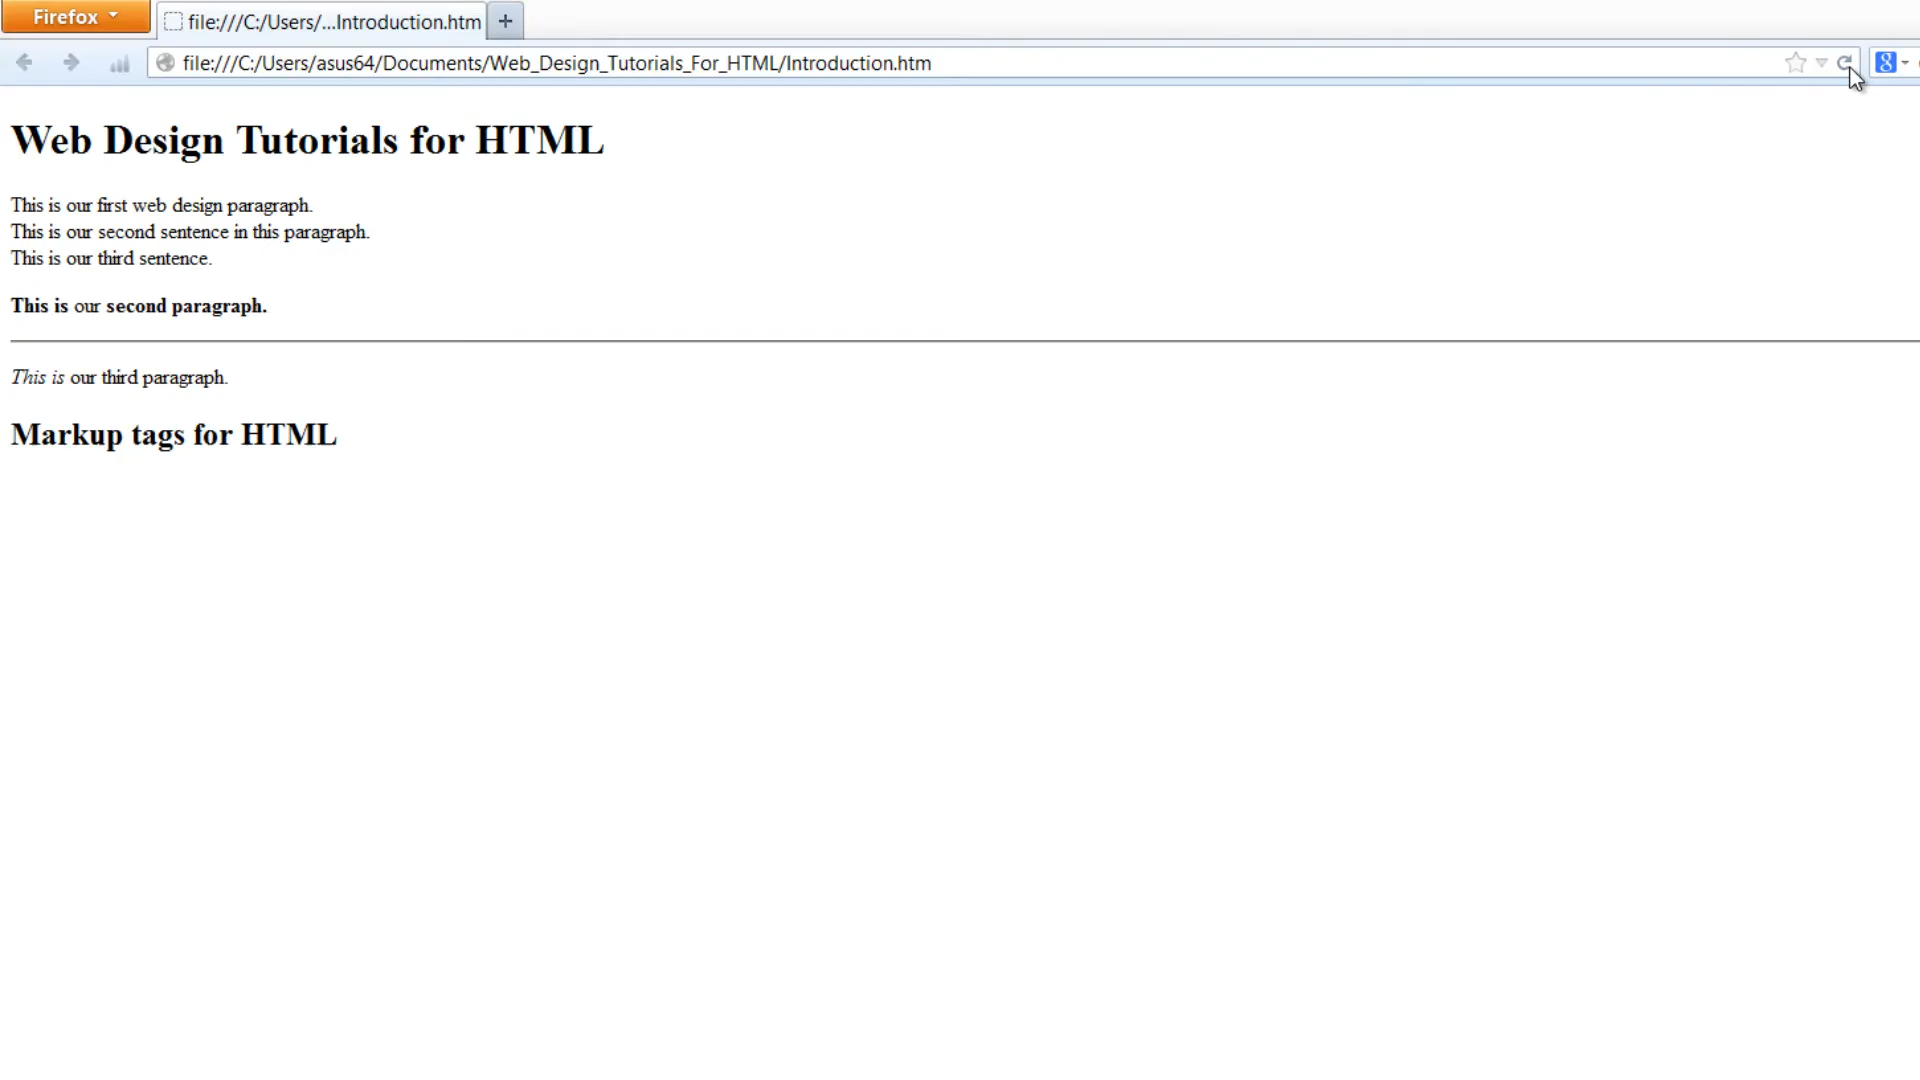 Firefox
file:///C:/Users/...Introduction.htm
file:///C:/Users/asus64/Documents/Web_Design_Tutorials_For_HTML/Introduction.htm
Web Design Tutorials for HTML
This is our first web design paragraph.
This is our second sentence in this paragraph.
This is our third sentence.
This is our second paragraph.
This is our third paragraph.
Markup tags for HTML